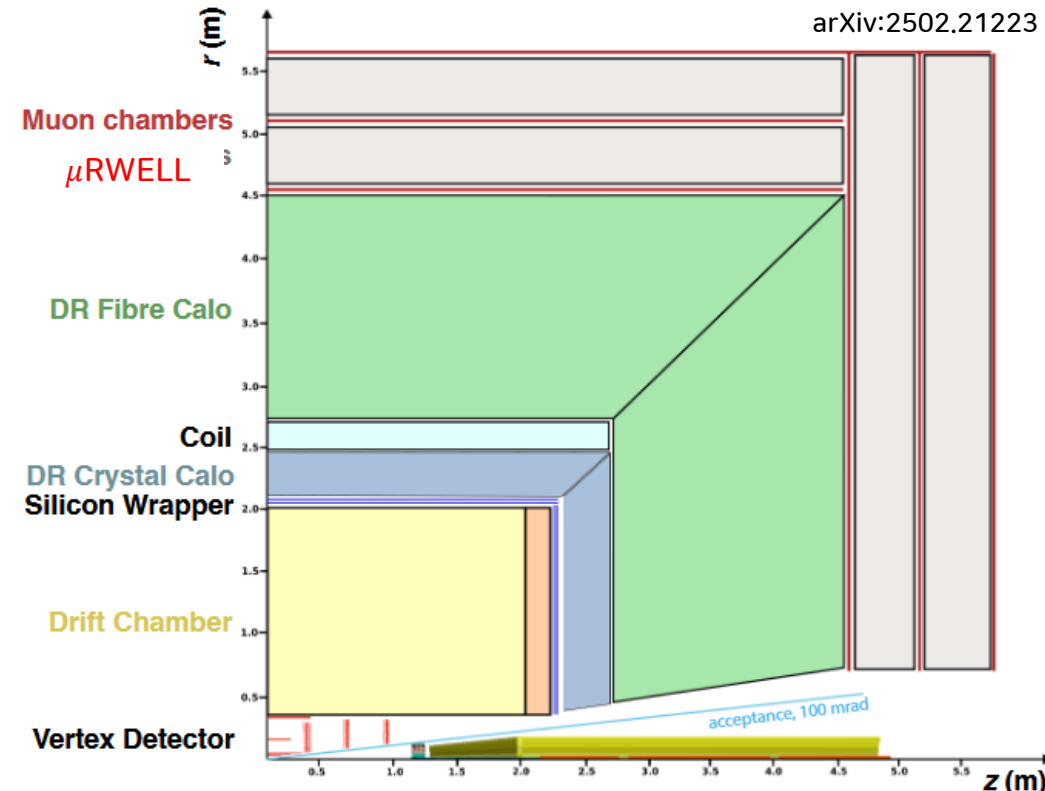 arXiv:2502.21223
r (m)
5.5
Muon chambers
5.0
s
μRWELL
4.5
4.0
DR Fibre Calo
3.5
3.0
Coil
2.5
DR Crystal Calo
Silicon Wrapper
2.0
1.5
Drift Chamber
1.0
0.5
acceptance, 100 mrad
Vertex Detector
0.5 1.0 1.5 2.0 2.5 3.0 3.5 4.0 4.5 5.0 5.5
z (m)